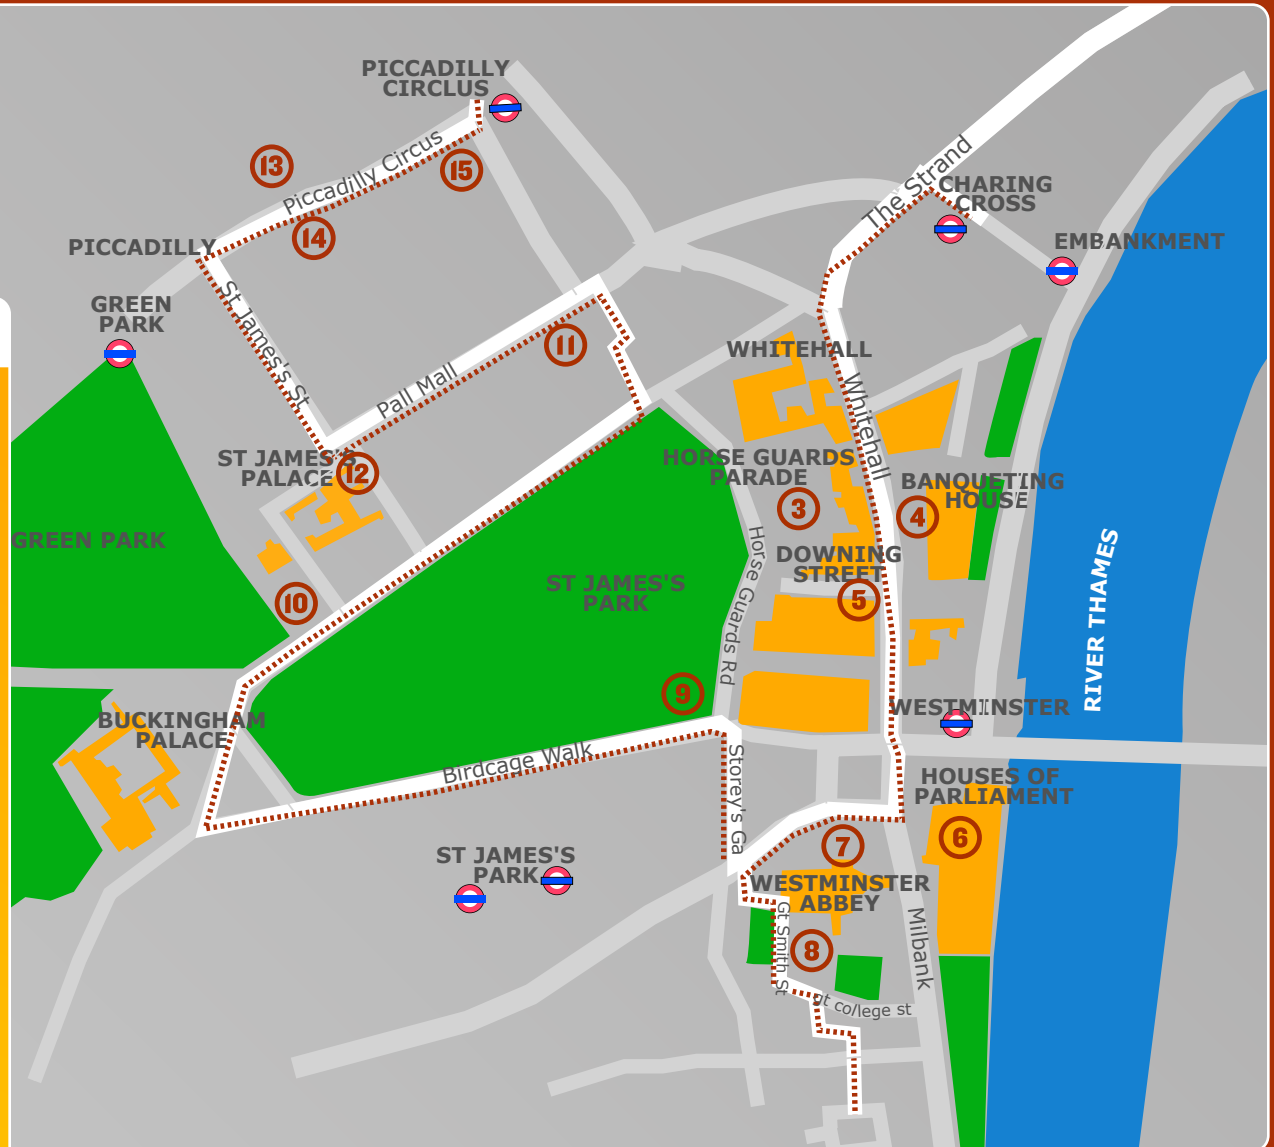 PICCADILLY
CIRCLUS
13
Piccadilly Circus
15
The Strand
CHARING
CROSS
14
PICCADILLY
EMBANKMENT
GREEN
PARK
St James's St
11
WHITEHALL
Pall Mall
Whitehall
ST JAMES'S
PALACE
12
HORSE GUARDS
PARADE
3
BANQUETING
HOUSE
4
GREEN PARK
DOWNING
STREET
5
ST JAMES'S
PARK
Horse Guards Rd
10
RIVER THAMES
9
WESTMINSTER
BUCKINGHAM
PALACE
Birdcage Walk
Storey's Ga
HOUSES OF
PARLIAMENT
6
7
ST JAMES'S
PARK
WESTMINSTER
ABBEY
Gt Smith St
8
Milbank
gt college st